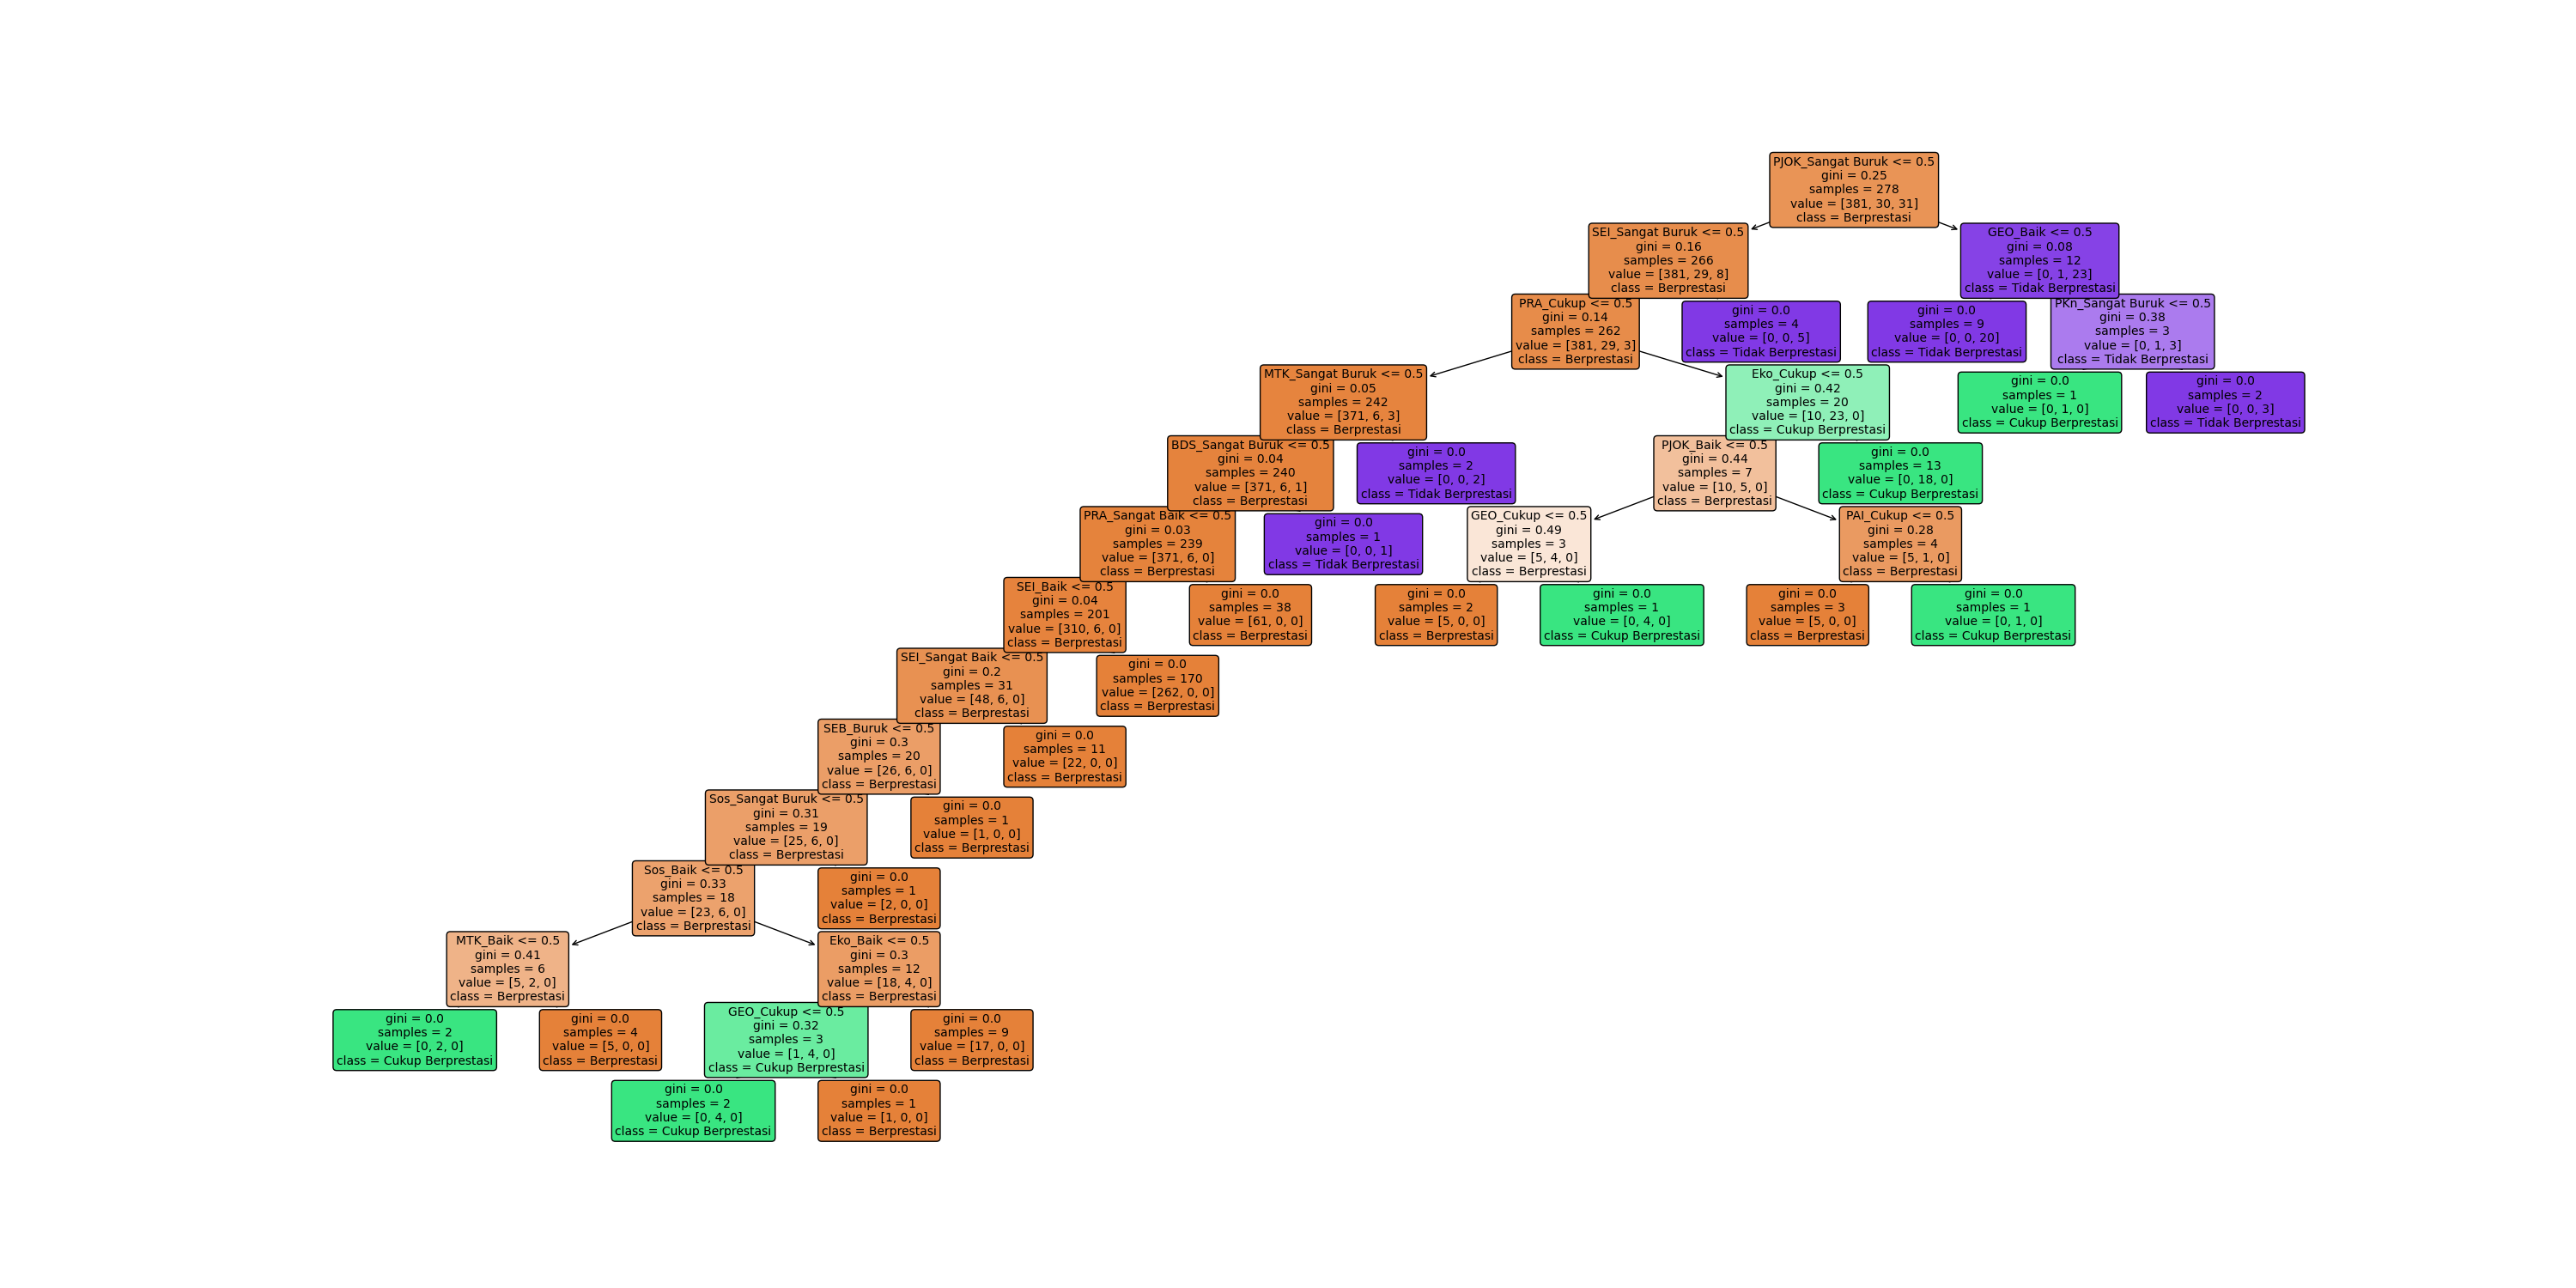 PJOK_Sangat Buruk <= 0.5
gini = 0.25
samples = 278
value = [381, 30, 31]
class = Berprestasi
SEI_Sangat Buruk <= 0.5
gini = 0.16
samples = 266
value = [381, 29, 8]
class = Berprestasi
GEO_Baik <= 0.5
gini = 0.08
samples = 12
value = [0, 1, 23]
class = Tidak Berprestasi
PRA_Cukup <= 0.5
gini = 0.14
samples = 262
value = [381, 29, 3]
class = Berprestasi
gini = 0.0
samples = 4
value = [0, 0, 5]
class = Tidak Berprestasi
gini = 0.0
samples = 9
value = [0, 0, 20]
class = Tidak Berprestasi
PKn_Sangat Buruk <= 0.5
gini = 0.38
samples = 3
value = [0, 1, 3]
class = Tidak Berprestasi
MTK_Sangat Buruk <= 0.5
gini = 0.05
samples = 242
value = [371, 6, 3]
class = Berprestasi
Eko_Cukup <= 0.5
gini = 0.42
samples = 20
value = [10, 23, 0]
class = Cukup Berprestasi
gini = 0.0
samples = 1
value = [0, 1, 0]
class = Cukup Berprestasi
gini = 0.0
samples = 2
value = [0, 0, 3]
class = Tidak Berprestasi
BDS_Sangat Buruk <= 0.5
gini = 0.04
samples = 240
value = [371, 6, 1]
class = Berprestasi
gini = 0.0
samples = 2
value = [0, 0, 2]
class = Tidak Berprestasi
PJOK_Baik <= 0.5
gini = 0.44
samples = 7
value = [10, 5, 0]
class = Berprestasi
gini = 0.0
samples = 13
value = [0, 18, 0]
class = Cukup Berprestasi
PRA_Sangat Baik <= 0.5
gini = 0.03
samples = 239
value = [371, 6, 0]
class = Berprestasi
gini = 0.0
samples = 1
value = [0, 0, 1]
class = Tidak Berprestasi
GEO_Cukup <= 0.5
gini = 0.49
samples = 3
value = [5, 4, 0]
class = Berprestasi
PAI_Cukup <= 0.5
gini = 0.28
samples = 4
value = [5, 1, 0]
class = Berprestasi
SEI_Baik <= 0.5
gini = 0.04
samples = 201
value = [310, 6, 0]
class = Berprestasi
gini = 0.0
samples = 38
value = [61, 0, 0]
class = Berprestasi
gini = 0.0
samples = 2
value = [5, 0, 0]
class = Berprestasi
gini = 0.0
samples = 1
value = [0, 4, 0]
class = Cukup Berprestasi
gini = 0.0
samples = 3
value = [5, 0, 0]
class = Berprestasi
gini = 0.0
samples = 1
value = [0, 1, 0]
class = Cukup Berprestasi
SEI_Sangat Baik <= 0.5
gini = 0.2
samples = 31
value = [48, 6, 0]
class = Berprestasi
gini = 0.0
samples = 170
value = [262, 0, 0]
class = Berprestasi
SEB_Buruk <= 0.5
gini = 0.3
samples = 20
value = [26, 6, 0]
class = Berprestasi
gini = 0.0
samples = 11
value = [22, 0, 0]
class = Berprestasi
Sos_Sangat Buruk <= 0.5
gini = 0.31
samples = 19
value = [25, 6, 0]
class = Berprestasi
gini = 0.0
samples = 1
value = [1, 0, 0]
class = Berprestasi
Sos_Baik <= 0.5
gini = 0.33
samples = 18
value = [23, 6, 0]
class = Berprestasi
gini = 0.0
samples = 1
value = [2, 0, 0]
class = Berprestasi
MTK_Baik <= 0.5
gini = 0.41
samples = 6
value = [5, 2, 0]
class = Berprestasi
Eko_Baik <= 0.5
gini = 0.3
samples = 12
value = [18, 4, 0]
class = Berprestasi
gini = 0.0
samples = 2
value = [0, 2, 0]
class = Cukup Berprestasi
gini = 0.0
samples = 4
value = [5, 0, 0]
class = Berprestasi
GEO_Cukup <= 0.5
gini = 0.32
samples = 3
value = [1, 4, 0]
class = Cukup Berprestasi
gini = 0.0
samples = 9
value = [17, 0, 0]
class = Berprestasi
gini = 0.0
samples = 2
value = [0, 4, 0]
class = Cukup Berprestasi
gini = 0.0
samples = 1
value = [1, 0, 0]
class = Berprestasi